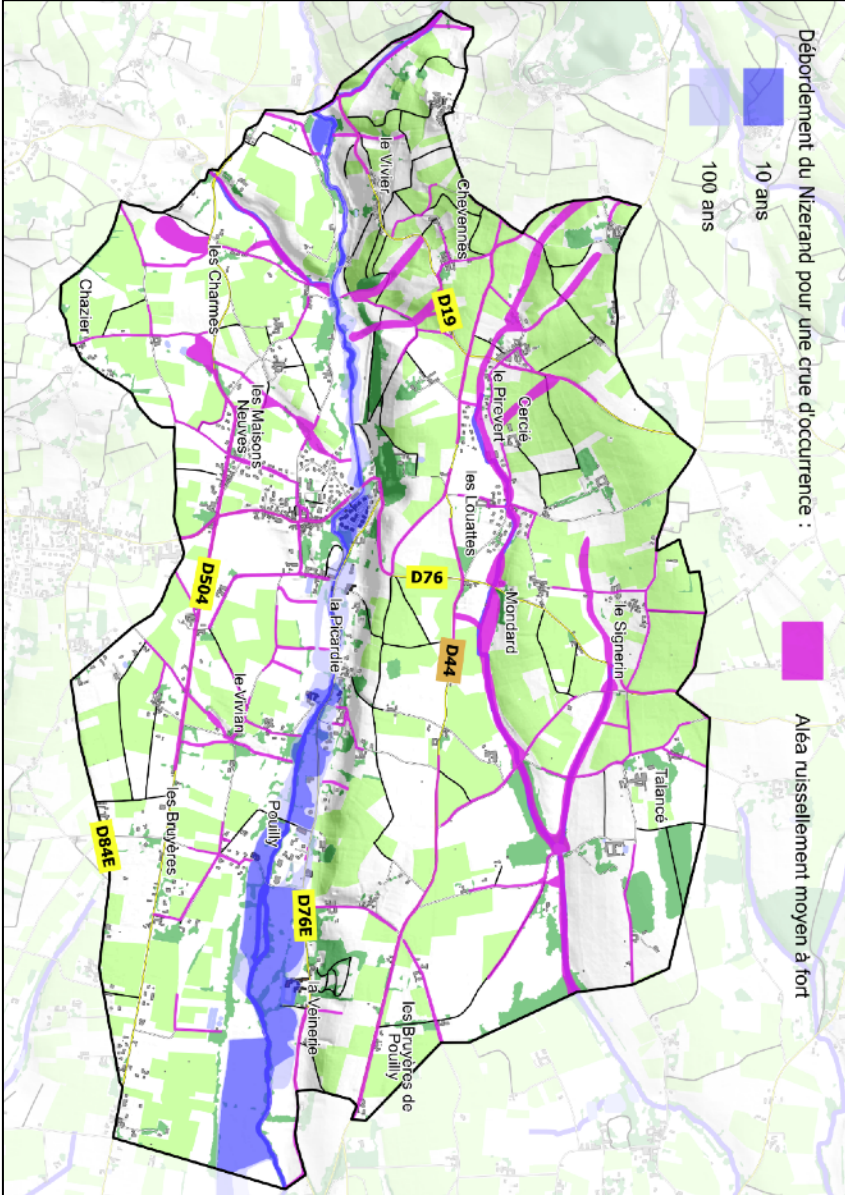 Débordement du Nizerand pour une crue d'occurrence :
10 ans
100 ans
Aléa ruissellement moyen à fort
le Vivier
Chevennes
D19
les Charmes
Chazier
les Maisons
Neuves
le Pirevert
Cercié
les Louattes
D76
Mondard
le Signerin
D44
D504
la Picardie
le Vivian
Talancé
Pouilly
les Bruyères
D84E
D76E
la Veinerie
les Bruyères de
Pouilly